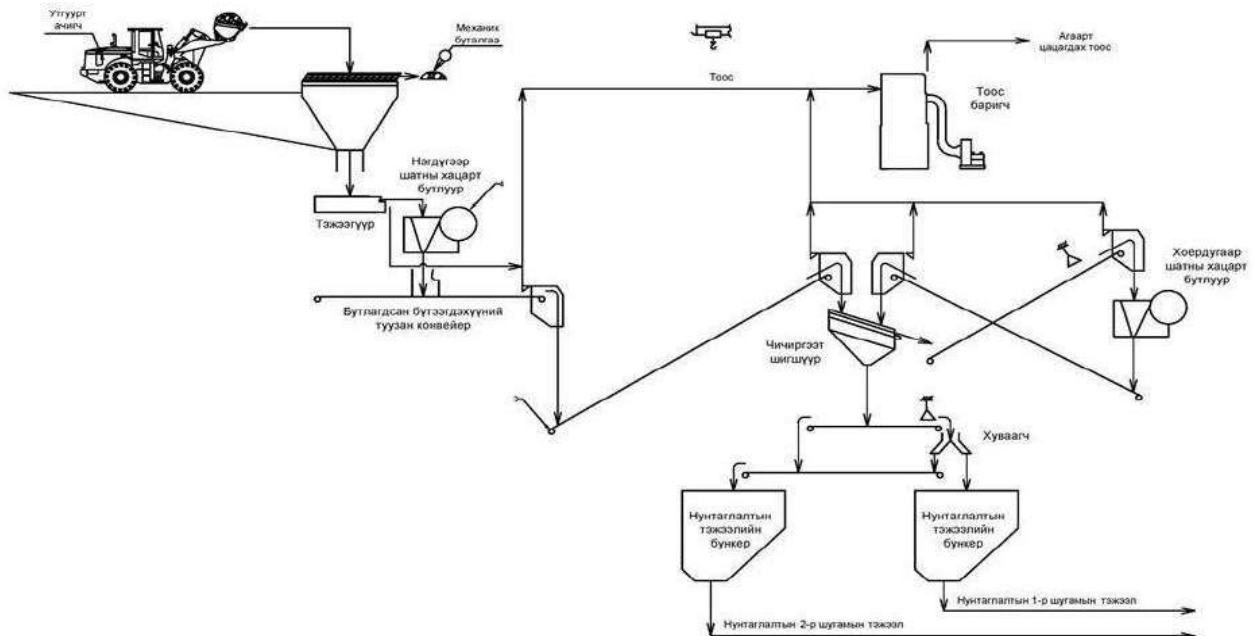 Утгуурт
ачигч
Механик
бутлагаа
Агаарт
цацагдах тоос
Тоос
Тоос
баригч
Нэгдүгээр
шатны хацарт
бутлуур
Тэжээгүүр
Хоёрдугаар
шатны хацарт
бутлуур
Бутлагдсан бүтээгдэхүүний
туузан конвейер
Чичиргээт
шигшүүр
Хуваагч
Нунтаглалтын
тэжээлийн
бункер
Нунтаглалтын
тэжээлийн
бункер
Нунтаглалтын 1-р шугамын тэжээл
Нунтаглалтын 2-р шугамын тэжээл